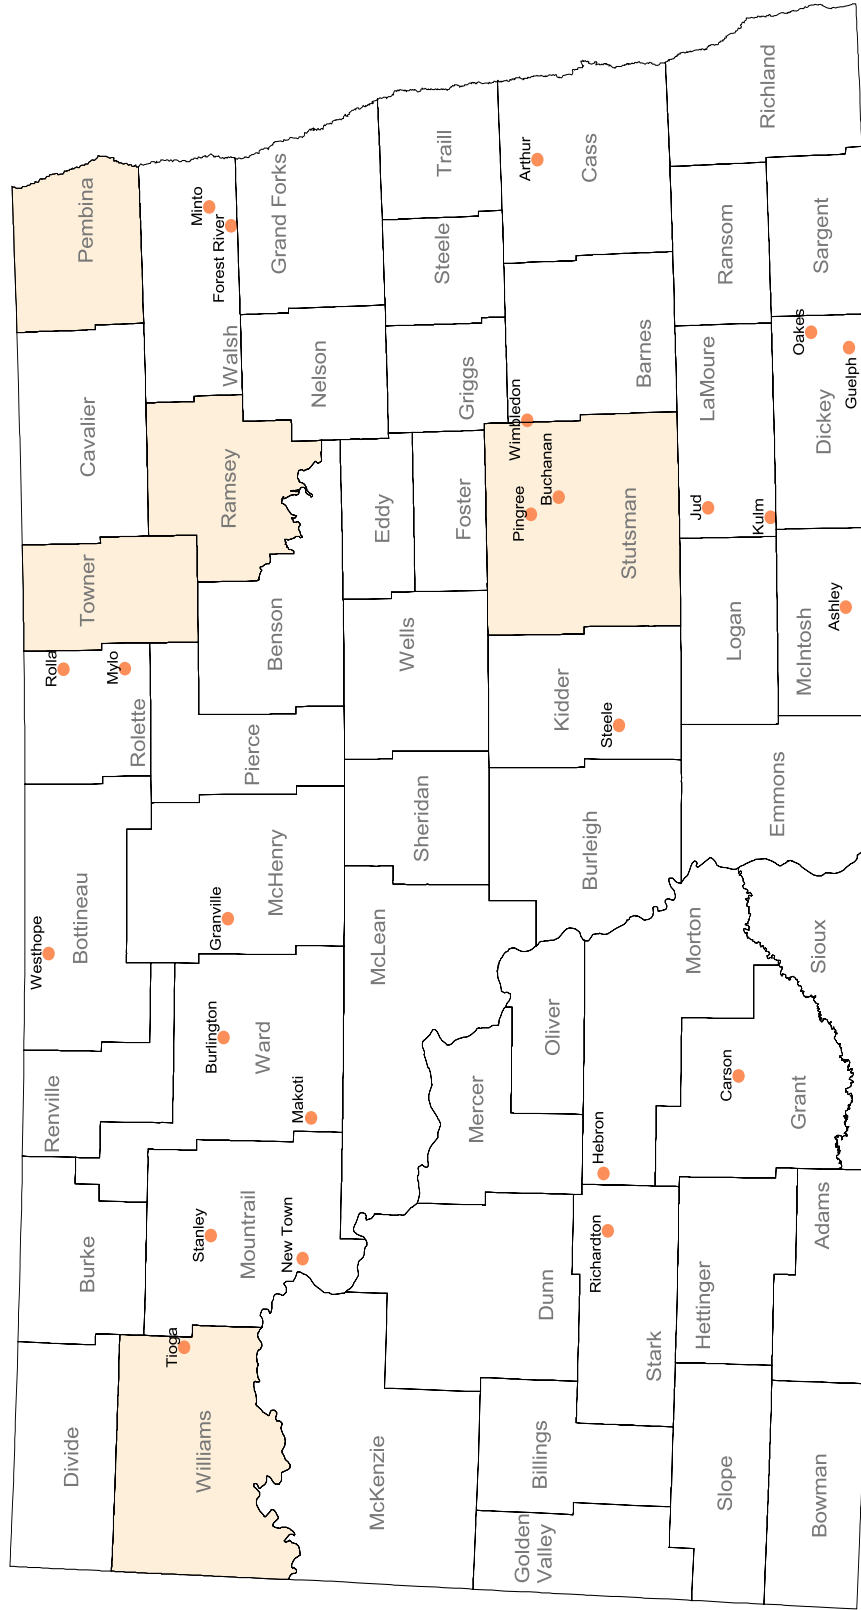 Divide
Burke
Renville
Westhope
Bottineau
Rolla
Mylo
Rolette
Towner
Cavalier
Pembina
Williams
Tioga
Stanley
Mountrail
New Town
Burlington
Ward
Makoti
Granville
McHenry
Pierce
Benson
Ramsey
Walsh
Minto
Forest River
Nelson
Grand Forks
McKenzie
McLean
Sheridan
Wells
Eddy
Foster
Griggs
Steele
Traill
Golden
Valley
Billings
Dunn
Mercer
Oliver
Burleigh
Kidder
Steele
Pingree
Buchanan
Stutsman
Wimbledon
Barnes
Arthur
Cass
Stark
Richardton
Hebron
Morton
Slope
Hettinger
Carson
Grant
Logan
Jud
Kulm
LaMoure
Ransom
Richland
Bowman
Adams
Sioux
Emmons
McIntosh
Ashley
Dickey
Oakes
Guelph
Sargent